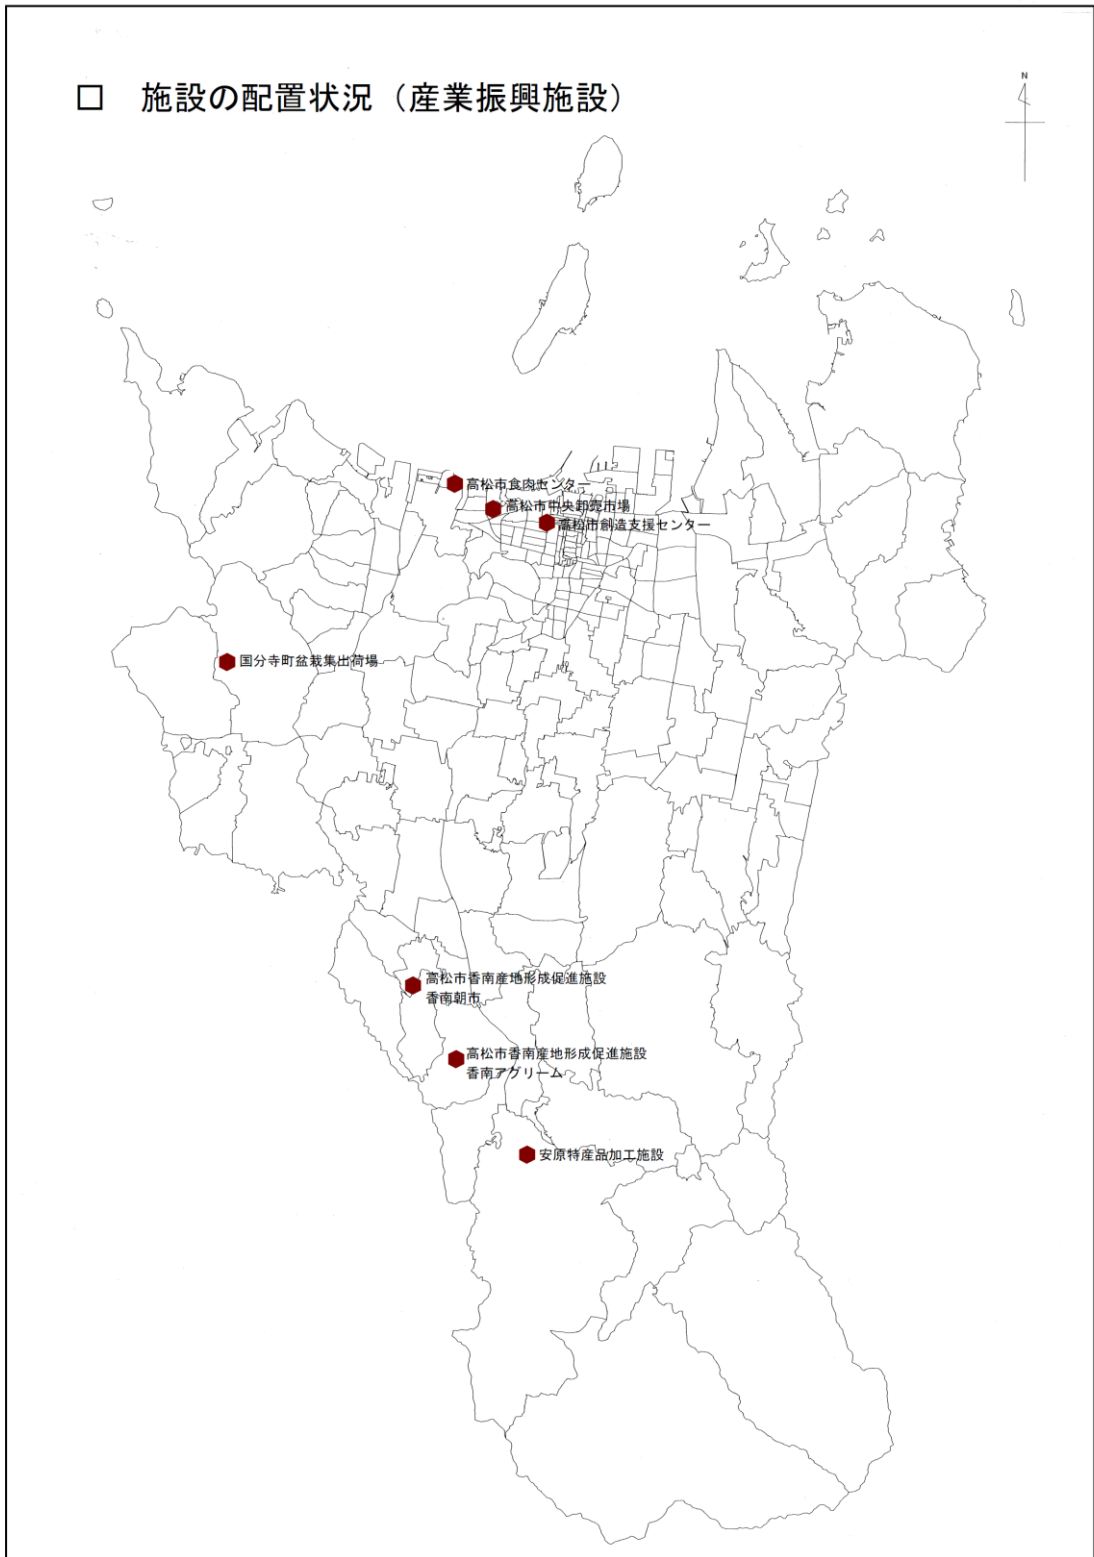 □ 施設の配置状況（産業振興施設）
N
高松市食肉センター
高松市中央卸売市場
高松市創造支援センター
国分寺町盆栽集出荷場
高松市香南産地形成促進施設
香南朝市
高松市香南産地形成促進施設
香南アグリーム
安原特産品加工施設